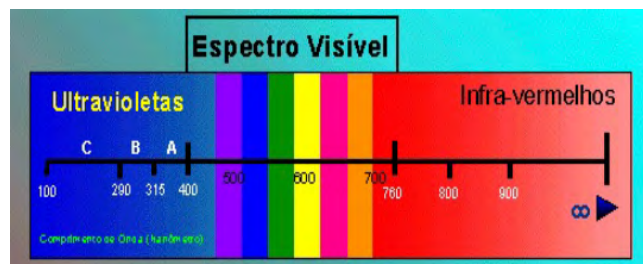 Espectro Visível
Ultravioletas
Infra-vermelhos
C B A
100 290 315 400 500 600 700 760 800 900 ∞
Comprimento de Onda (nanômetro)